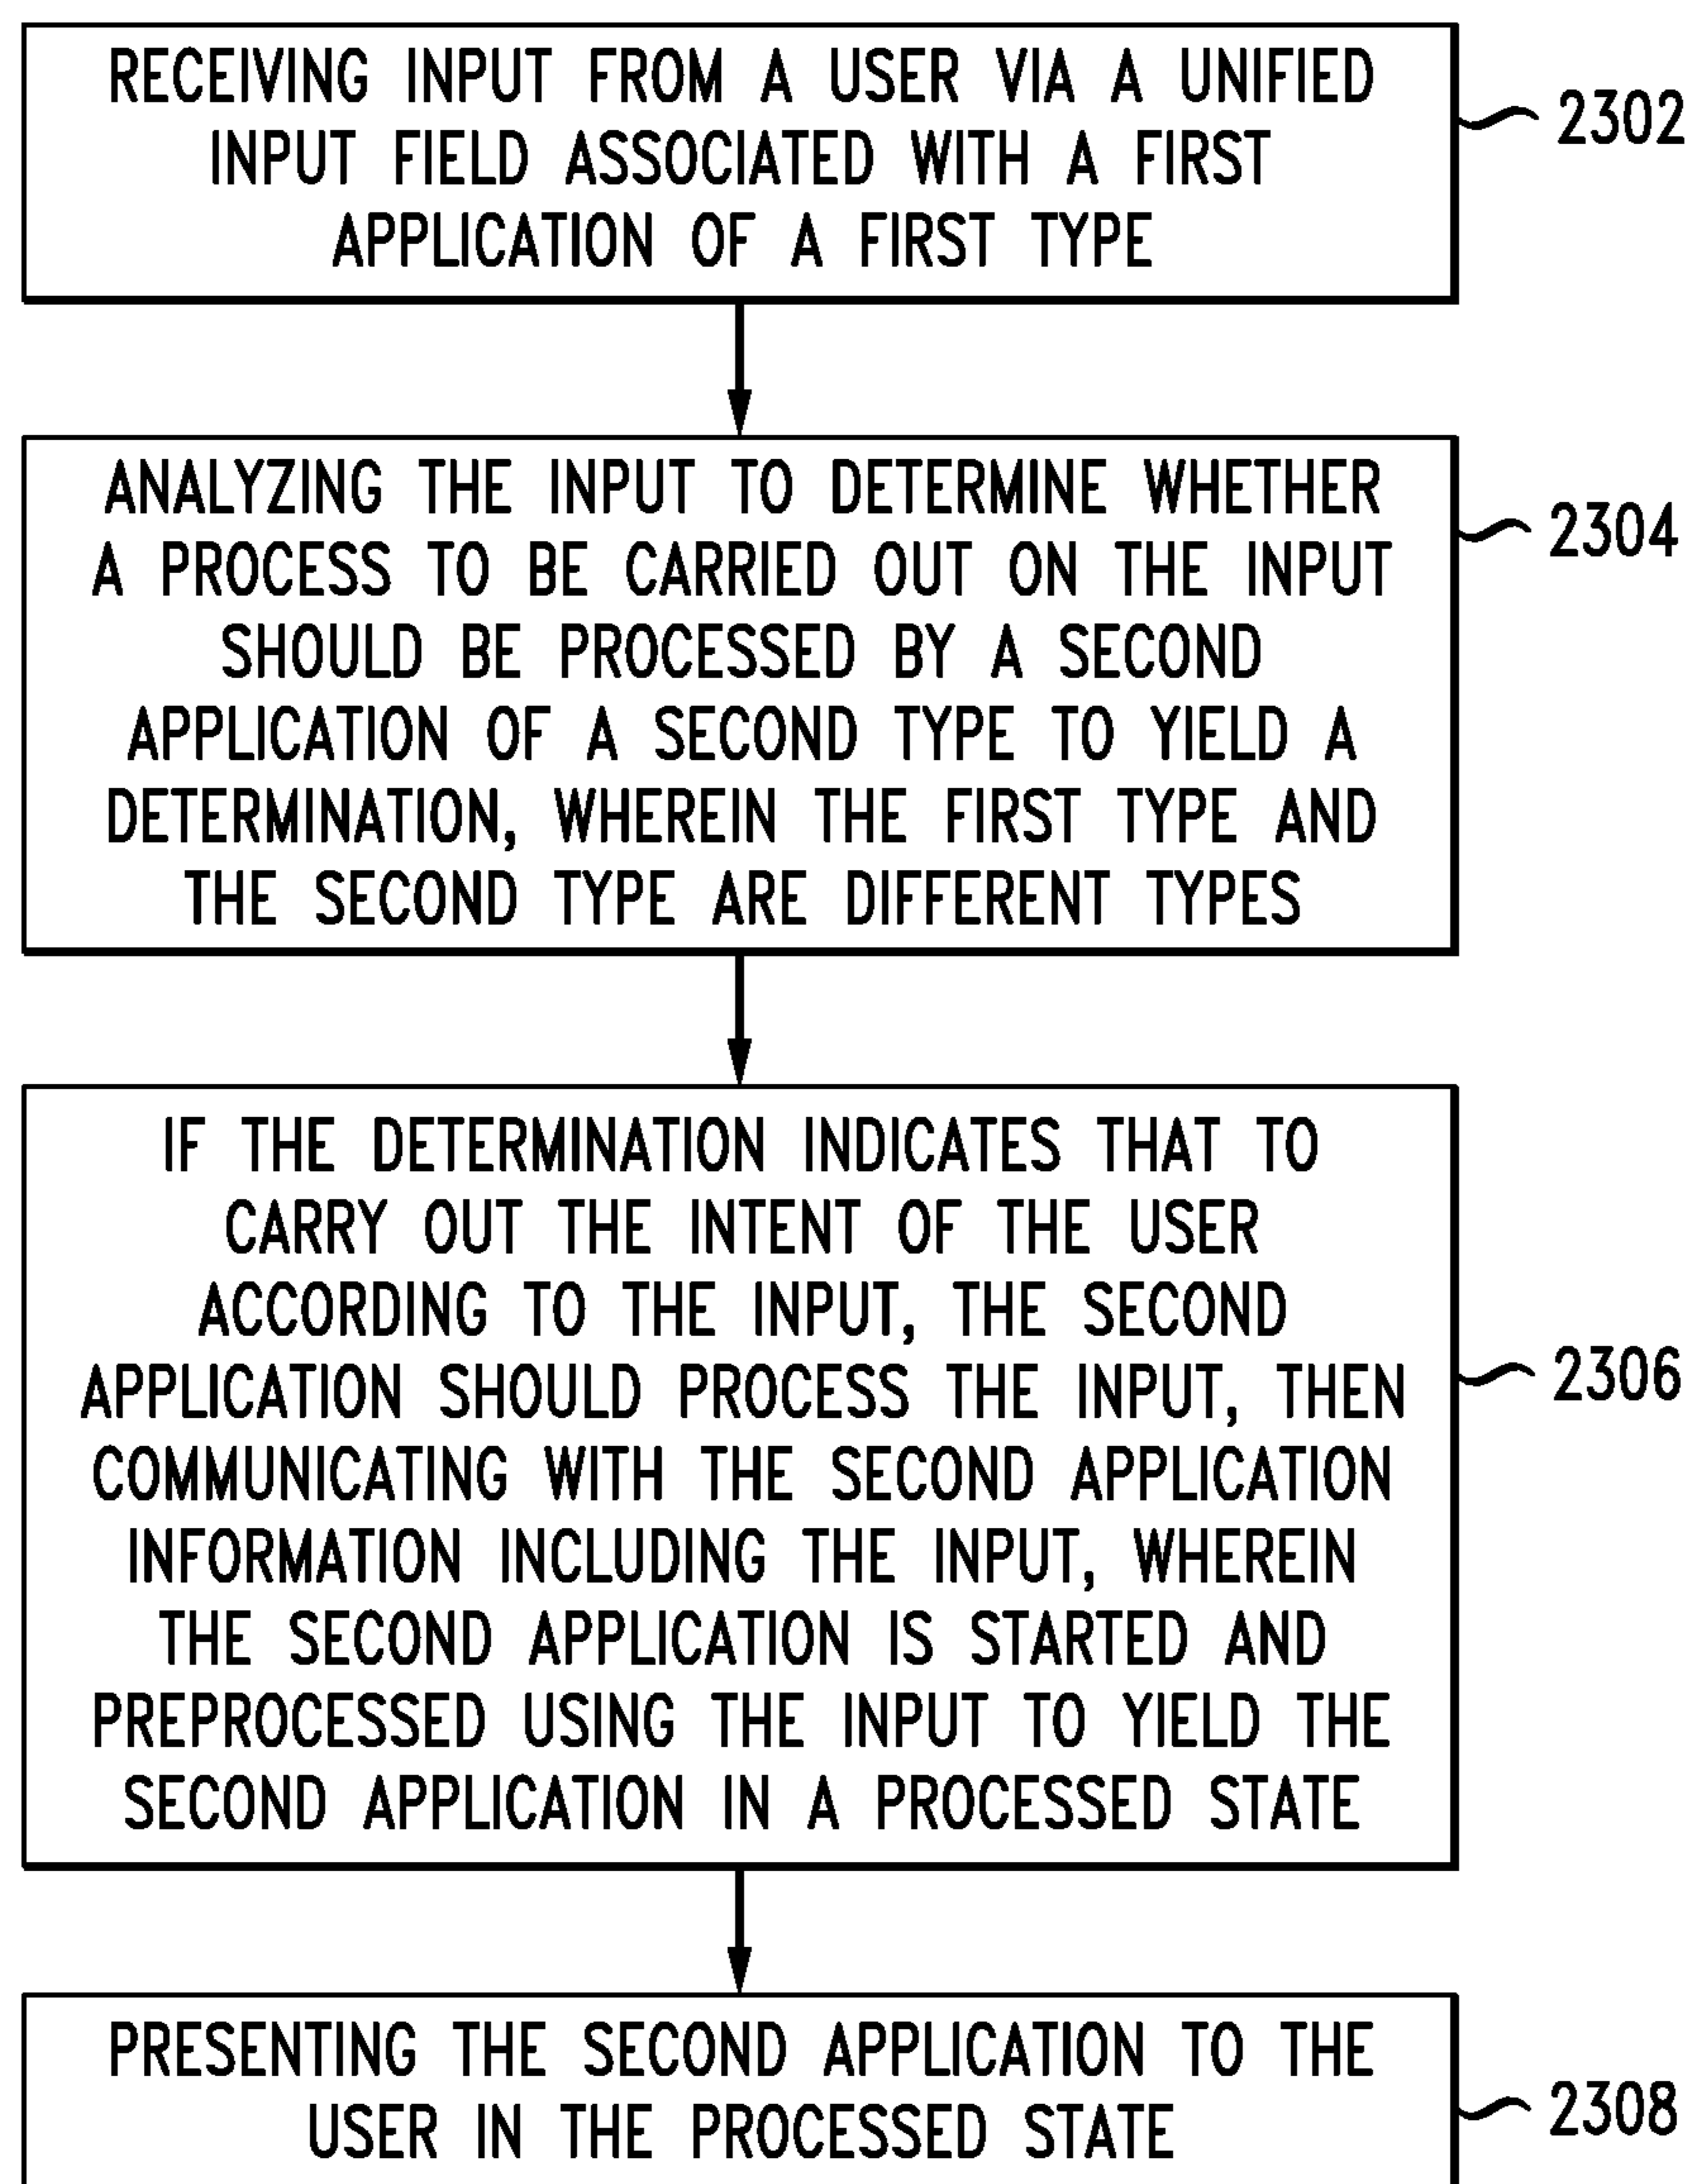 RECEIVING INPUT FROM A USER VIA A UNIFIED
INPUT FIELD ASSOCIATED WITH A FIRST
APPLICATION OF A FIRST TYPE
2302
ANALYZING THE INPUT TO DETERMINE WHETHER
A PROCESS TO BE CARRIED OUT ON THE INPUT
SHOULD BE PROCESSED BY A SECOND
APPLICATION OF A SECOND TYPE TO YIELD A
DETERMINATION, WHEREIN THE FIRST TYPE AND
THE SECOND TYPE ARE DIFFERENT TYPES
2304
IF THE DETERMINATION INDICATES THAT TO
CARRY OUT THE INTENT OF THE USER
ACCORDING TO THE INPUT, THE SECOND
APPLICATION SHOULD PROCESS THE INPUT, THEN
COMMUNICATING WITH THE SECOND APPLICATION
INFORMATION INCLUDING THE INPUT, WHEREIN
THE SECOND APPLICATION IS STARTED AND
PREPROCESSED USING THE INPUT TO YIELD THE
SECOND APPLICATION IN A PROCESSED STATE
2306
PRESENTING THE SECOND APPLICATION TO THE
USER IN THE PROCESSED STATE
2308